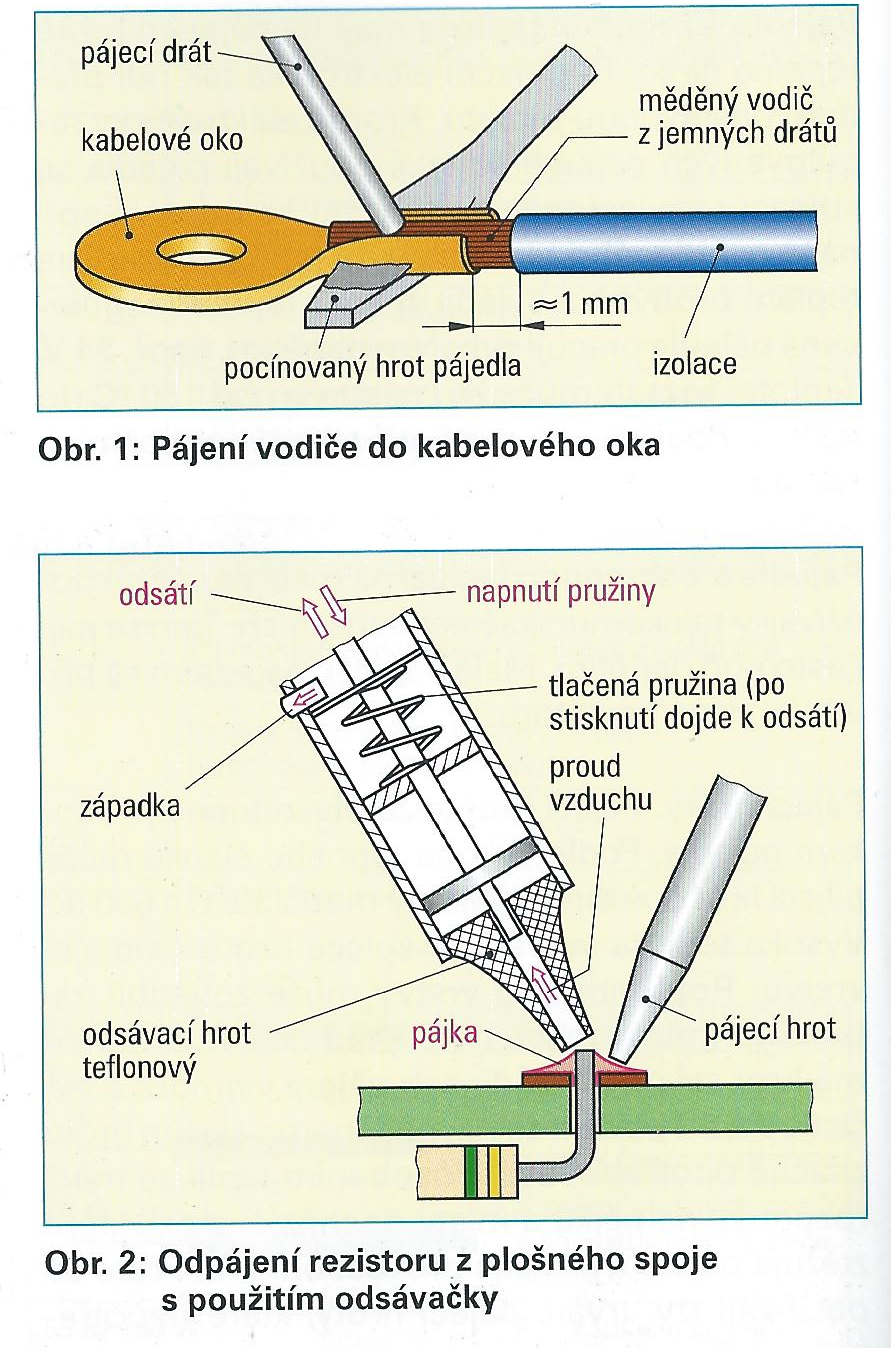 pájecí drát
kabelové oko
měděný vodič
z jemných drátů
≈1 mm
pocínovaný hrot pájedla
izolace
Obr. 1: Pájení vodiče do kabelového oka
odsátí
napnutí pružiny
tlačená pružina (po
stisknutí dojde k odsátí)
západka
proud
vzduchu
odsávací hrot
teflonový
pájka
pájecí hrot
Obr. 2: Odpájení rezistoru z plošného spoje
s použitím odsávačky